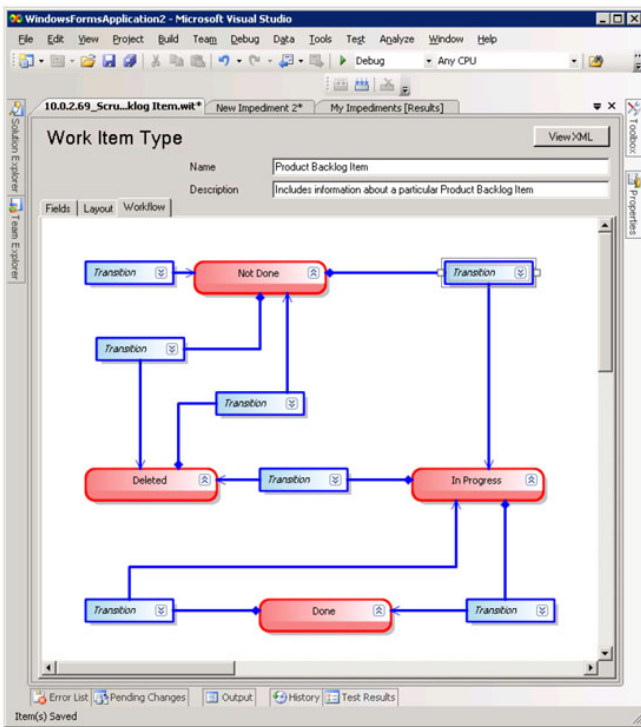 WindowsFormsApplication2 - Microsoft Visual Studio
File Edit View Project Build Team Debug Data Tools Test Analyze Window Help
Debug Any CPU
10.0.2.69_Scru...klog Item.wit* New Impediment 2* My Impediments [Results]
Solution Explorer
Team Explorer
Toolbox
Properties
Work Item Type View XML
Name Product Backlog Item
Description Includes information about a particular Product Backlog Item
Fields Layout Workflow
Transition Not Done Transition
Transition
Transition
Deleted Transition In Progress
Transition Done Transition
Error List Pending Changes Output History Test Results
Item(s) Saved